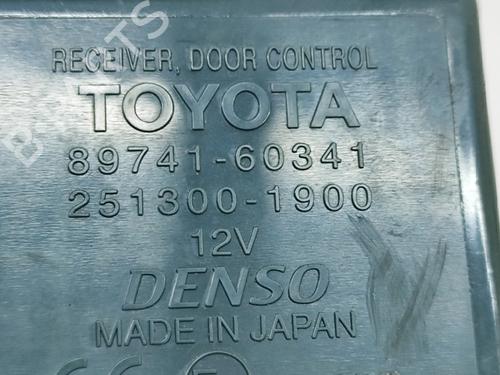 RECEIVER, DOOR CONTROL
TOYOTA
89741-60341
251300-1900
12V
DENSO
MADE IN JAPAN